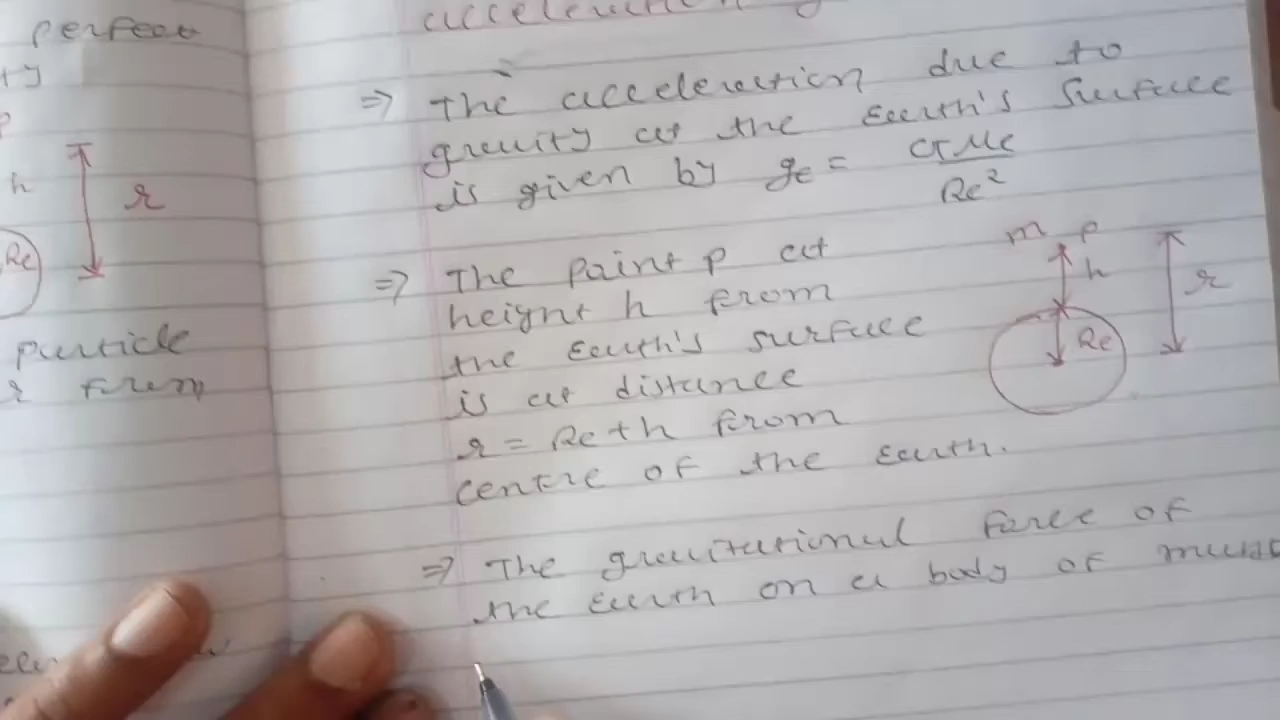 perfect
ty
P
h
r
Re
particle
r from
acceleration g
⇒ The acceleration due to
gravity at the Earth's surface
is given by ge = GMe / Re²
⇒ The point p at
height h from
the Earth's surface
is at distance
r = Re + h from
centre of the Earth.
m P
h
r
Re
⇒ The gravitational force of
the Earth on a body of mass